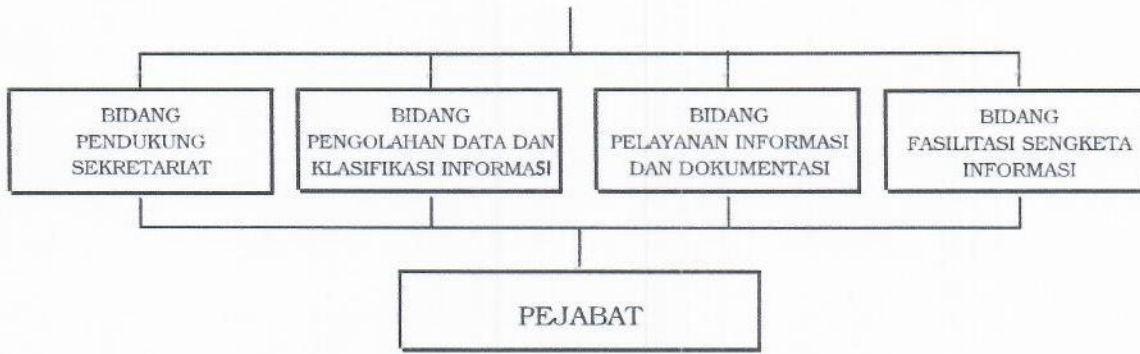 BIDANG
PENDUKUNG
SEKRETARIAT
BIDANG
PENGOLAHAN DATA DAN
KLASIFIKASI INFORMASI
BIDANG
PELAYANAN INFORMASI
DAN DOKUMENTASI
BIDANG
FASILITASI SENGKETA
INFORMASI
PEJABAT